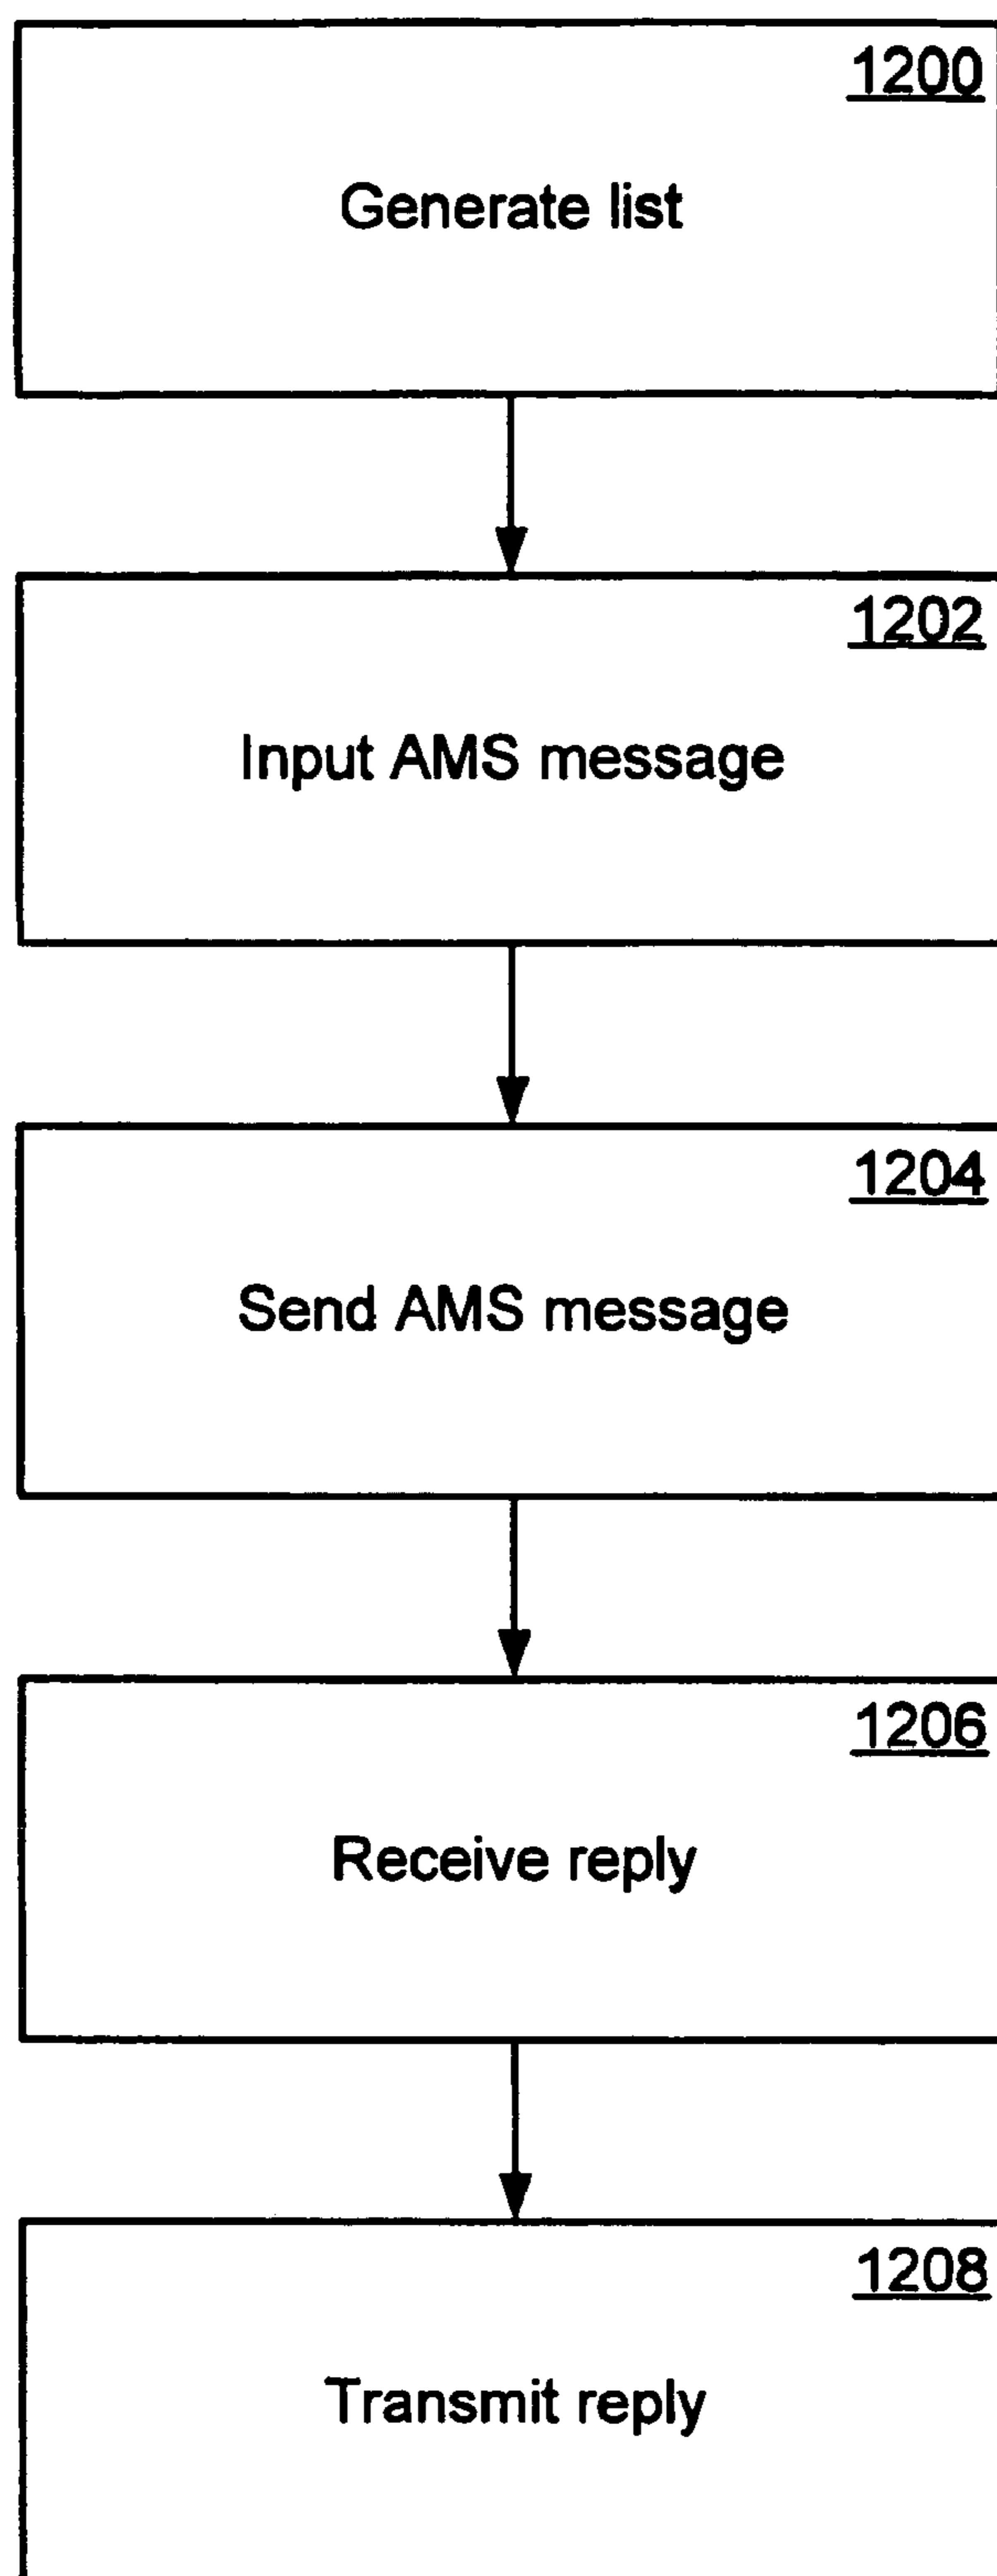 1200
Generate list
1202
Input AMS message
1204
Send AMS message
1206
Receive reply
1208
Transmit reply